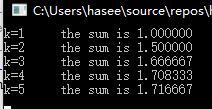 C:\Users\hasee\source\repos\
k=1 the sum is 1.000000
k=2 the sum is 1.500000
k=3 the sum is 1.666667
k=4 the sum is 1.708333
k=5 the sum is 1.716667